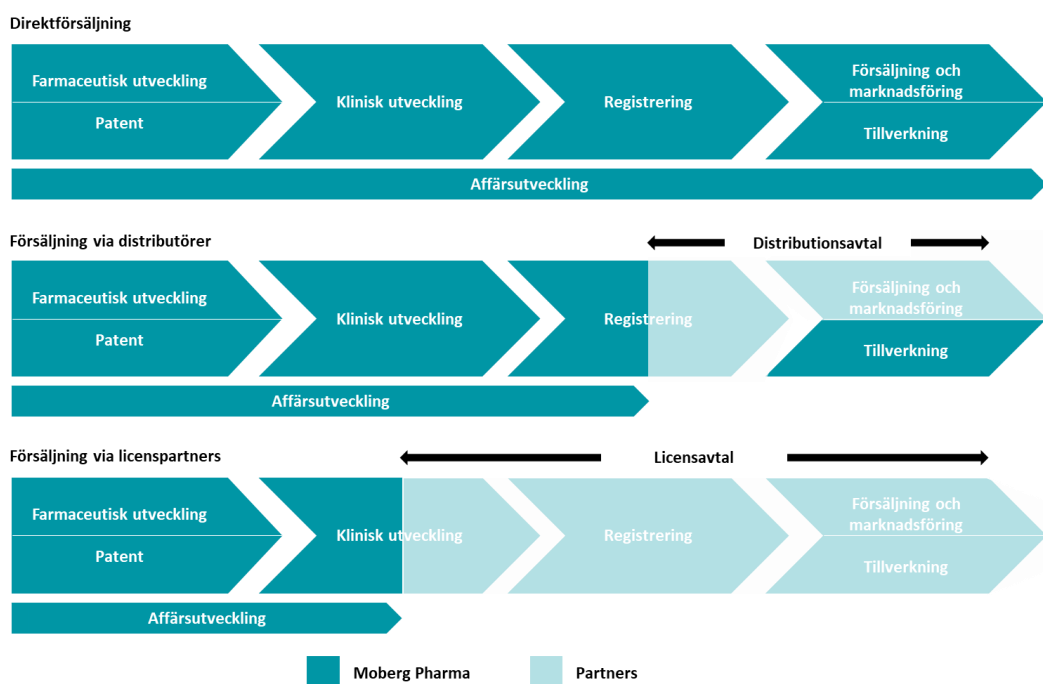 Direktförsäljning
Farmaceutisk utveckling
Patent
Klinisk utveckling
Registrering
Försäljning och
marknadsföring
Tillverkning
Affärsutveckling
Försäljning via distributörer
Distributionsavtal
Farmaceutisk utveckling
Patent
Klinisk utveckling
Registrering
Försäljning och
marknadsföring
Tillverkning
Affärsutveckling
Försäljning via licenspartners
Licensavtal
Farmaceutisk utveckling
Patent
Klinisk utveckling
Registrering
Försäljning och
marknadsföring
Tillverkning
Affärsutveckling
Moberg Pharma
Partners